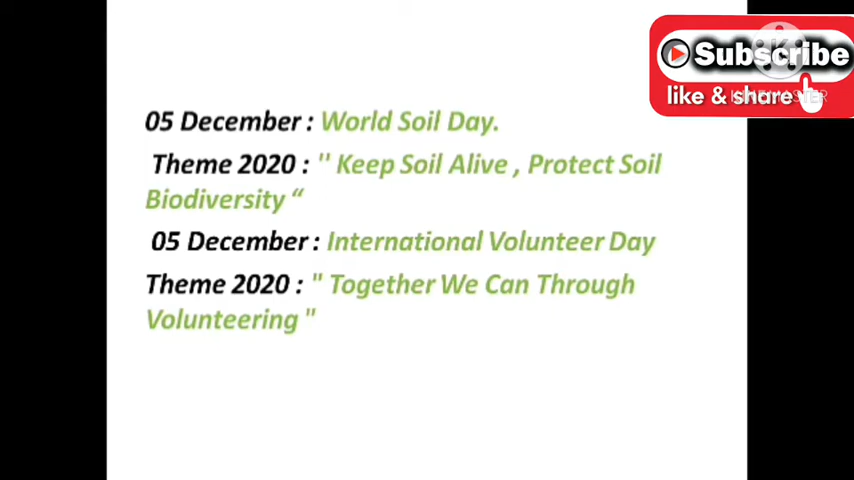 Subscribe
like & share
KINEMASTER
05 December : World Soil Day.
Theme 2020 : '' Keep Soil Alive , Protect Soil
Biodiversity “
05 December : International Volunteer Day
Theme 2020 : " Together We Can Through
Volunteering "